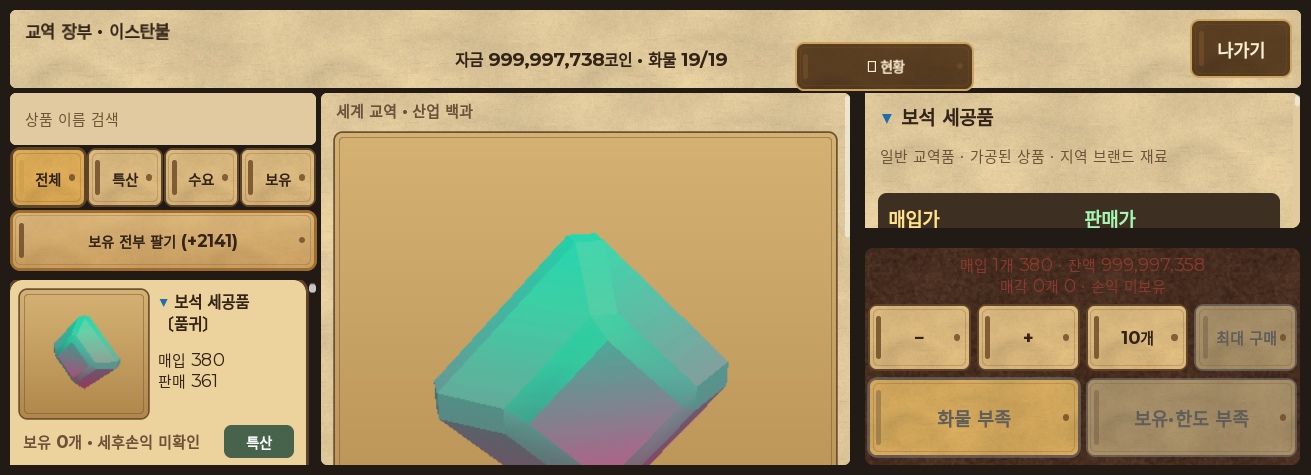 교역 장부 • 이스탄불
자금 999,997,738코인 • 화물 19/19
현황
나가기
상품 이름 검색
전체
특산
수요
보유
보유 전부 팔기 (+2141)
▼ 보석 세공품
〔품귀〕
매입 380
판매 361
보유 0개 • 세후손익 미확인
특산
세계 교역 • 산업 백과
▼ 보석 세공품
일반 교역품 · 가공된 상품 · 지역 브랜드 재료
매입가
판매가
매입 1개 380 · 잔액 999,997,358
매각 0개 0 · 손익 미보유
−
+
10개
최대 구매
화물 부족
보유·한도 부족